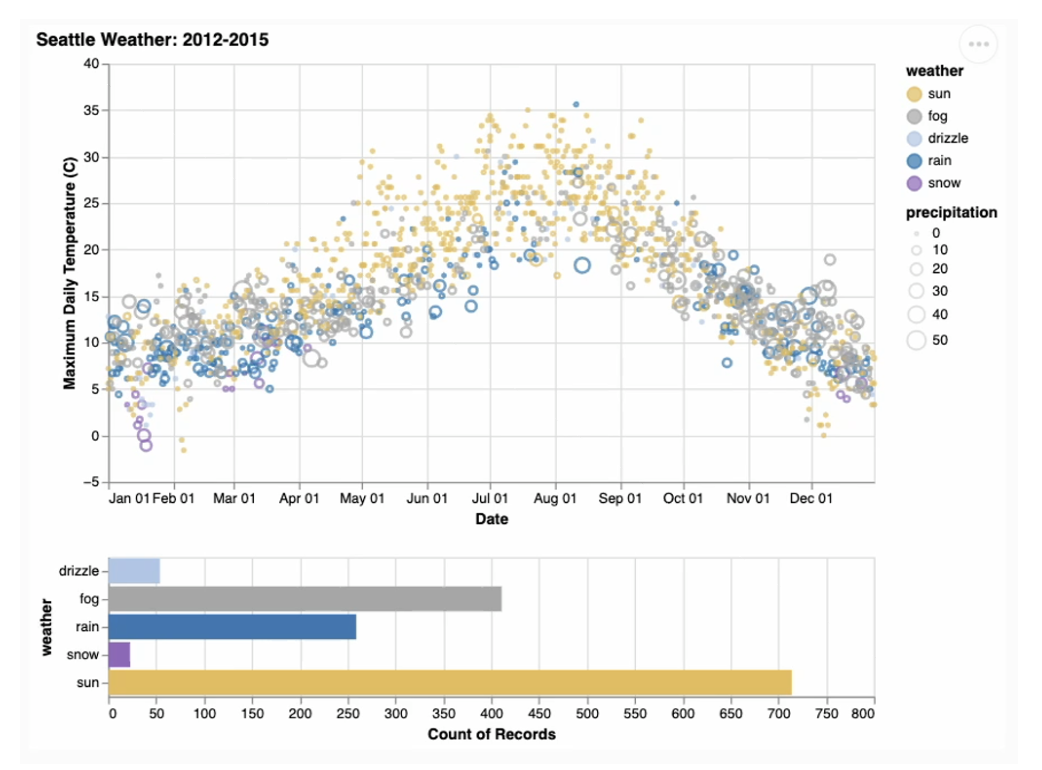 Seattle Weather: 2012-2015
40
35
30
25
20
15
10
5
0
−5
Maximum Daily Temperature (C)
Jan 01 Feb 01 Mar 01 Apr 01 May 01 Jun 01 Jul 01 Aug 01 Sep 01 Oct 01 Nov 01 Dec 01
Date
weather
sun
fog
drizzle
rain
snow
precipitation
0
10
20
30
40
50
weather
drizzle
fog
rain
snow
sun
0 50 100 150 200 250 300 350 400 450 500 550 600 650 700 750 800
Count of Records